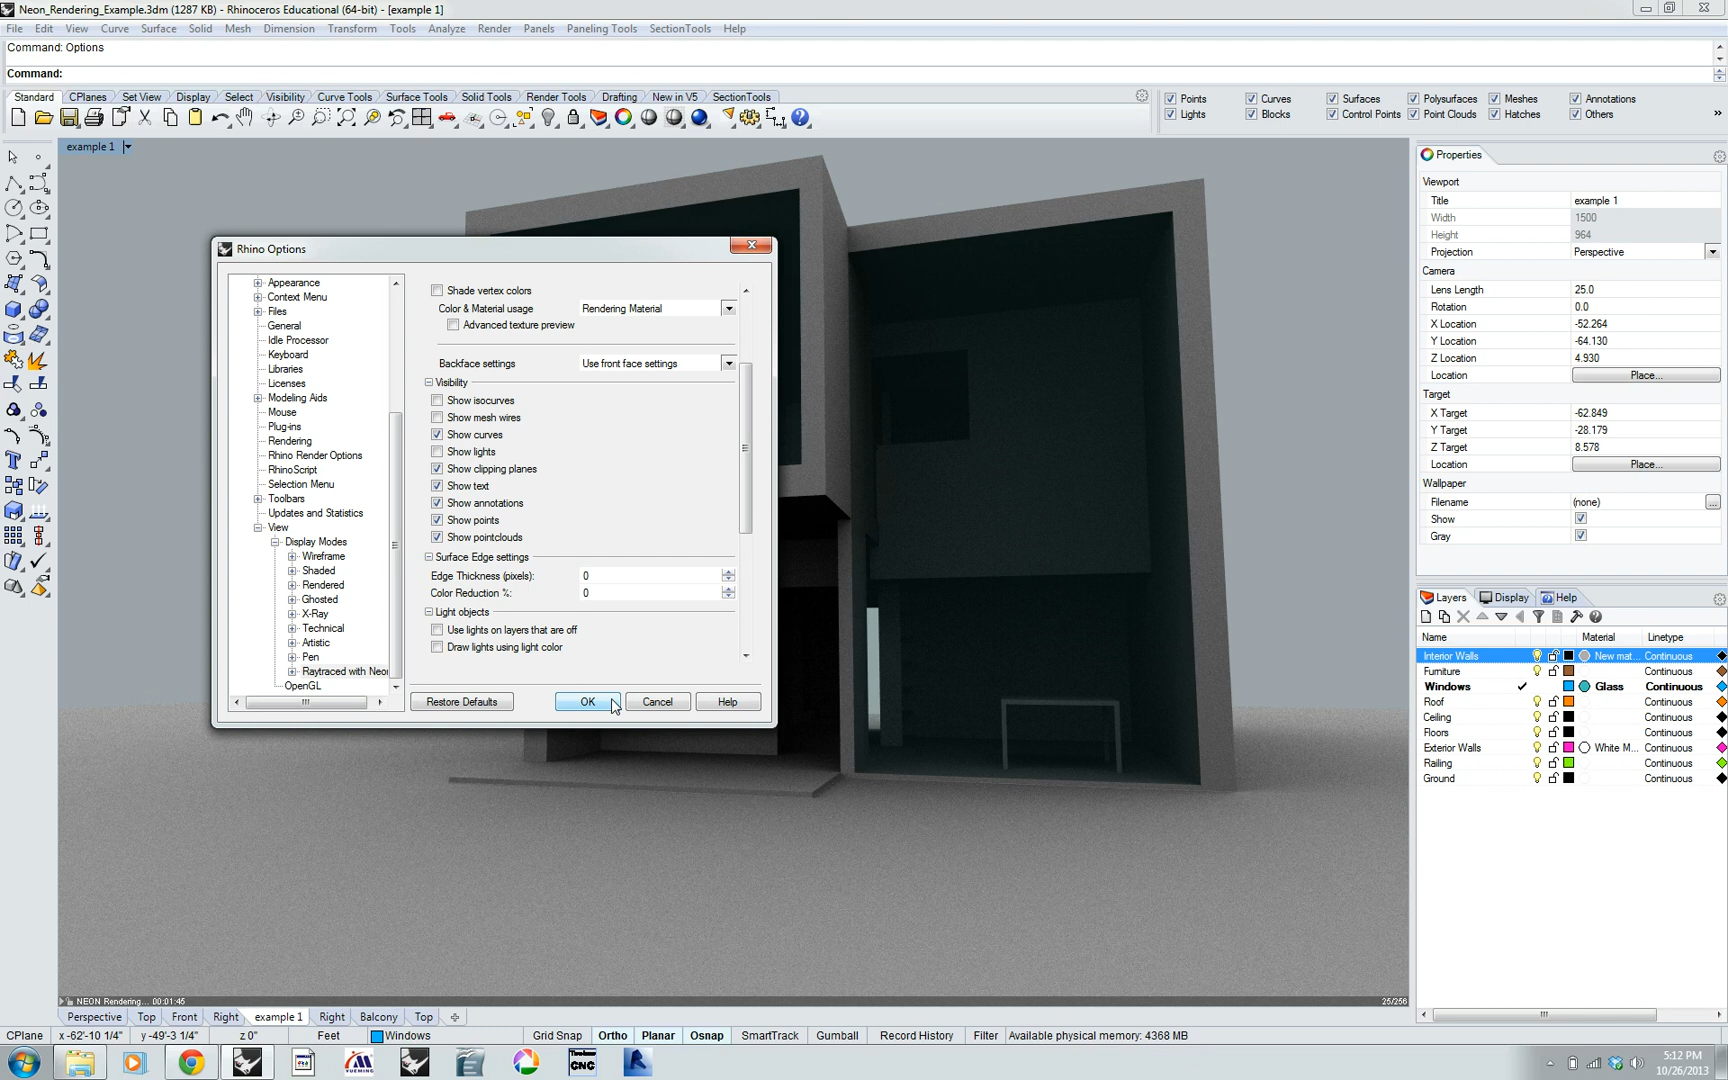 Neon_Rendering_Example.3dm (1287 KB) - Rhinoceros Educational (64-bit) - [example 1]
File Edit View Curve Surface Solid Mesh Dimension Transform Tools Analyze Render Panels Paneling Tools SectionTools Help
Command: Options
Command:
Standard CPlanes Set View Display Select Visibility Curve Tools Surface Tools Solid Tools Render Tools Drafting New in V5 SectionTools
Points Curves Surfaces Polysurfaces Meshes Annotations
Lights Blocks Control Points Point Clouds Hatches Others
example 1
Rhino Options
Appearance
Context Menu
Files
General
Idle Processor
Keyboard
Libraries
Licenses
Modeling Aids
Mouse
Plug-ins
Rendering
Rhino Render Options
RhinoScript
Selection Menu
Toolbars
Updates and Statistics
View
Display Modes
Wireframe
Shaded
Rendered
Ghosted
X-Ray
Technical
Artistic
Pen
Raytraced with Neon
OpenGL
Shade vertex colors
Color & Material usage Rendering Material
Advanced texture preview
Backface settings Use front face settings
Visibility
Show isocurves
Show mesh wires
Show curves
Show lights
Show clipping planes
Show text
Show annotations
Show points
Show pointclouds
Surface Edge settings
Edge Thickness (pixels): 0
Color Reduction %: 0
Light objects
Use lights on layers that are off
Draw lights using light color
Restore Defaults OK Cancel Help
Properties
Viewport
Title example 1
Width 1500
Height 964
Projection Perspective
Camera
Lens Length 25.0
Rotation 0.0
X Location -52.264
Y Location -64.130
Z Location 4.930
Location Place...
Target
X Target -62.849
Y Target -28.179
Z Target 8.578
Location Place...
Wallpaper
Filename (none) ...
Show
Gray
Layers Display Help
Name Material Linetype
Interior Walls New mat... Continuous
Furniture Continuous
Windows Glass Continuous
Roof Continuous
Ceiling Continuous
Floors Continuous
Exterior Walls White M... Continuous
Railing Continuous
Ground Continuous
NEON Rendering... 00:01:45 25/256
Perspective Top Front Right example 1 Right Balcony Top
CPlane x -62'-10 1/4" y -49'-3 1/4" z 0" Feet Windows Grid Snap Ortho Planar Osnap SmartTrack Gumball Record History Filter Available physical memory: 4368 MB
YUEMING
CNC
5:12 PM
10/26/2013